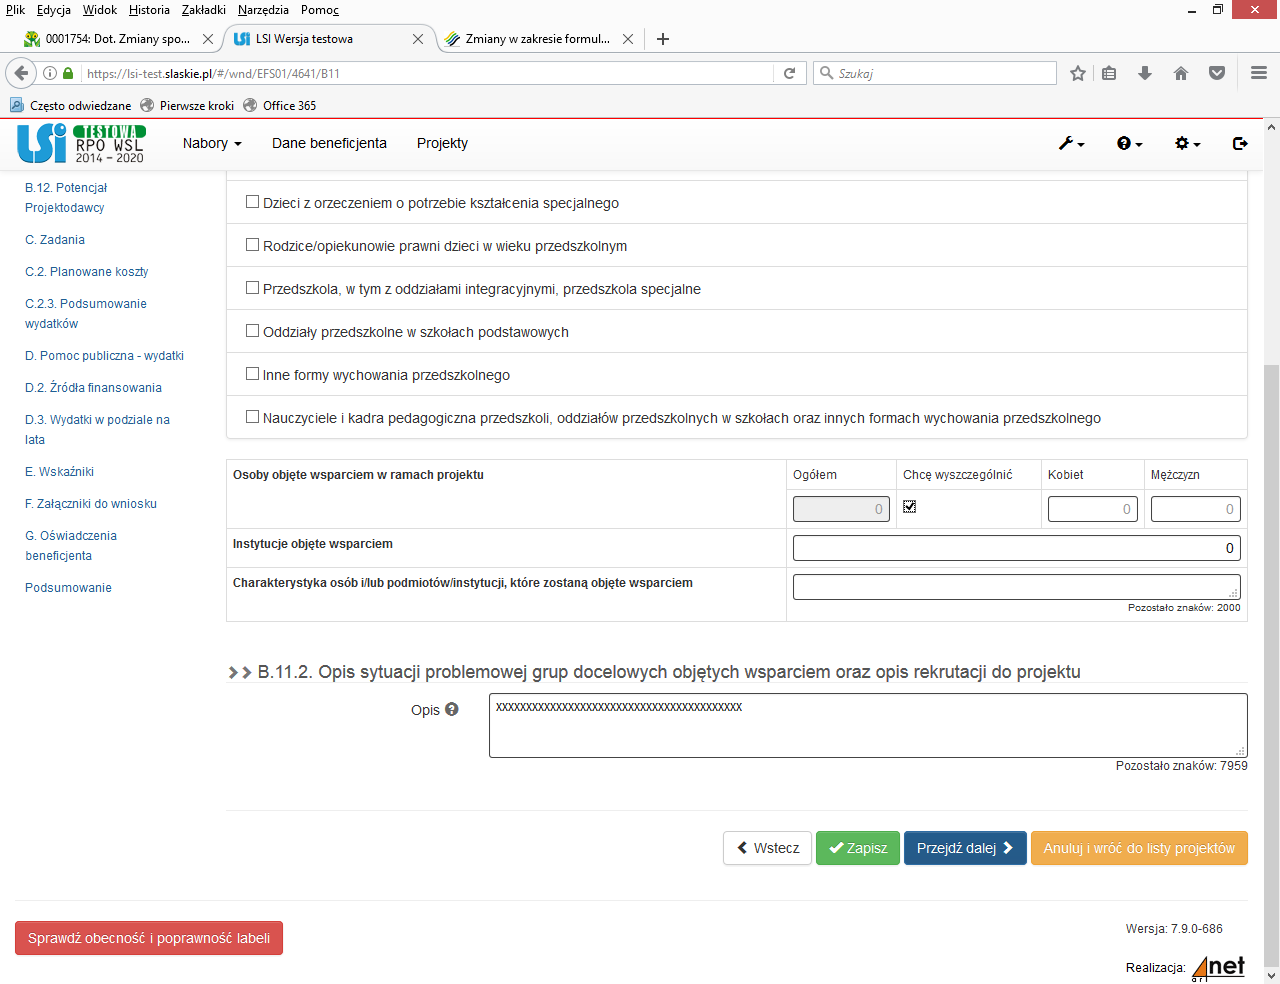 Plik Edycja Widok Historia Zakładki Narzędzia Pomoc
0001754: Dot. Zmiany spo... LSI Wersja testowa Zmiany w zakresie formul...
https://lsi-test.slaskie.pl/#/wnd/EFS01/4641/B11 Szukaj
Często odwiedzane Pierwsze kroki Office 365
LSI TESTOWA
RPO WSL
2014 – 2020
Nabory Dane beneficjenta Projekty
B.12. Potencjał
Projektodawcy
C. Zadania
C.2. Planowane koszty
C.2.3. Podsumowanie
wydatków
D. Pomoc publiczna - wydatki
D.2. Źródła finansowania
D.3. Wydatki w podziale na
lata
E. Wskaźniki
F. Załączniki do wniosku
G. Oświadczenia
beneficjenta
Podsumowanie
Dzieci z orzeczeniem o potrzebie kształcenia specjalnego
Rodzice/opiekunowie prawni dzieci w wieku przedszkolnym
Przedszkola, w tym z oddziałami integracyjnymi, przedszkola specjalne
Oddziały przedszkolne w szkołach podstawowych
Inne formy wychowania przedszkolnego
Nauczyciele i kadra pedagogiczna przedszkoli, oddziałów przedszkolnych w szkołach oraz innych formach wychowania przedszkolnego
Osoby objęte wsparciem w ramach projektu Ogółem Chcę wyszczególnić Kobiet Mężczyzn
0 0 0
Instytucje objęte wsparciem 0
Charakterystyka osób i/lub podmiotów/instytucji, które zostaną objęte wsparciem
Pozostało znaków: 2000
B.11.2. Opis sytuacji problemowej grup docelowych objętych wsparciem oraz opis rekrutacji do projektu
Opis xxxxxxxxxxxxxxxxxxxxxxxxxxxxxxxxxxxxxxxxx
Pozostało znaków: 7959
Wstecz Zapisz Przejdź dalej Anuluj i wróć do listy projektów
Sprawdź obecność i poprawność labeli
Wersja: 7.9.0-686
Realizacja: 4net
art